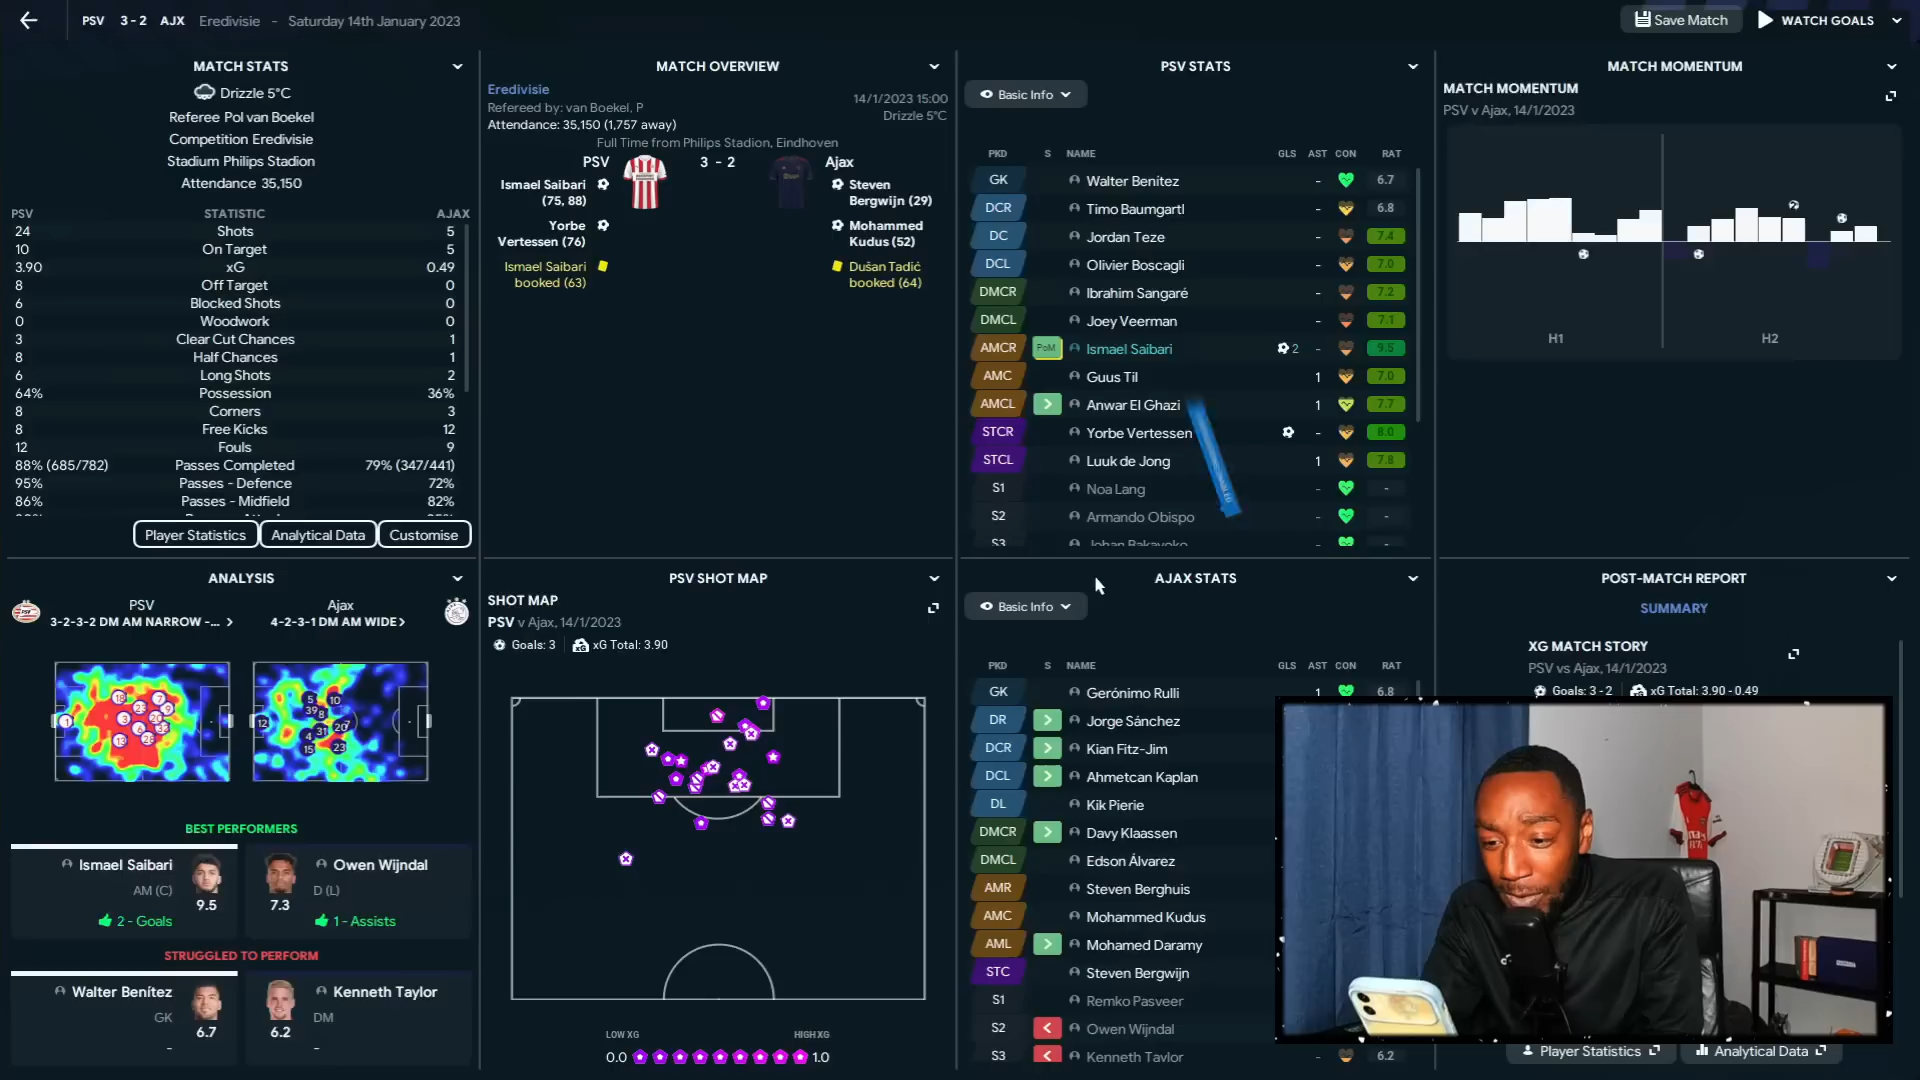 PSV 3 - 2 AJX Eredivisie - Saturday 14th January 2023
Save Match
WATCH GOALS
MATCH STATS
Drizzle 5°C
Referee Pol van Boekel
Competition Eredivisie
Stadium Philips Stadion
Attendance 35,150
PSV STATISTIC AJAX
24 Shots 5
10 On Target 5
3.90 xG 0.49
8 Off Target 0
6 Blocked Shots 0
0 Woodwork 0
3 Clear Cut Chances 1
8 Half Chances 1
6 Long Shots 2
64% Possession 36%
8 Corners 3
8 Free Kicks 12
12 Fouls 9
88% (685/782) Passes Completed 79% (347/441)
95% Passes - Defence 72%
86% Passes - Midfield 82%
Player Statistics
Analytical Data
Customise
MATCH OVERVIEW
Eredivisie
Refereed by: van Boekel, P
Attendance: 35,150 (1,757 away)
14/1/2023 15:00
Drizzle 5°C
Full Time from Philips Stadion, Eindhoven
PSV 3 - 2 Ajax
Ismael Saibari
(75, 88)
Yorbe
Vertessen (76)
Ismael Saibari
booked (63)
Steven
Bergwijn (29)
Mohammed
Kudus (52)
Dušan Tadić
booked (64)
PSV STATS
Basic Info
PKD S NAME GLS AST CON RAT
GK Walter Benítez - 6.7
DCR Timo Baumgartl - 6.8
DC Jordan Teze - 7.4
DCL Olivier Boscagli - 7.0
DMCR Ibrahim Sangaré - 7.2
DMCL Joey Veerman - 7.1
AMCR PoM Ismael Saibari 2 - 9.5
AMC Guus Til 1 7.0
AMCL Anwar El Ghazi 1 7.7
STCR Yorbe Vertessen - 8.0
STCL Luuk de Jong 1 7.8
S1 Noa Lang - -
S2 Armando Obispo - -
S3 Johan Bakayoko - -
MATCH MOMENTUM
MATCH MOMENTUM
PSV v Ajax, 14/1/2023
H1 H2
ANALYSIS
PSV
3-2-3-2 DM AM NARROW -... >
Ajax
4-2-3-1 DM AM WIDE >
BEST PERFORMERS
Ismael Saibari
AM (C)
9.5
2 - Goals
Owen Wijndal
D (L)
7.3
1 - Assists
STRUGGLED TO PERFORM
Walter Benítez
GK
6.7
-
Kenneth Taylor
DM
6.2
-
PSV SHOT MAP
SHOT MAP
PSV v Ajax, 14/1/2023
Goals: 3 xG Total: 3.90
LOW XG HIGH XG
0.0 1.0
AJAX STATS
Basic Info
PKD S NAME GLS AST CON RAT
GK Gerónimo Rulli 1 6.8
DR Jorge Sánchez
DCR Kian Fitz-Jim
DCL Ahmetcan Kaplan
DL Kik Pierie
DMCR Davy Klaassen
DMCL Edson Álvarez
AMR Steven Berghuis
AMC Mohammed Kudus
AML Mohamed Daramy
STC Steven Bergwijn
S1 Remko Pasveer
S2 Owen Wijndal
S3 Kenneth Taylor - 6.2
POST-MATCH REPORT
SUMMARY
XG MATCH STORY
PSV vs Ajax, 14/1/2023
Goals: 3 - 2 xG Total: 3.90 - 0.49
Player Statistics
Analytical Data